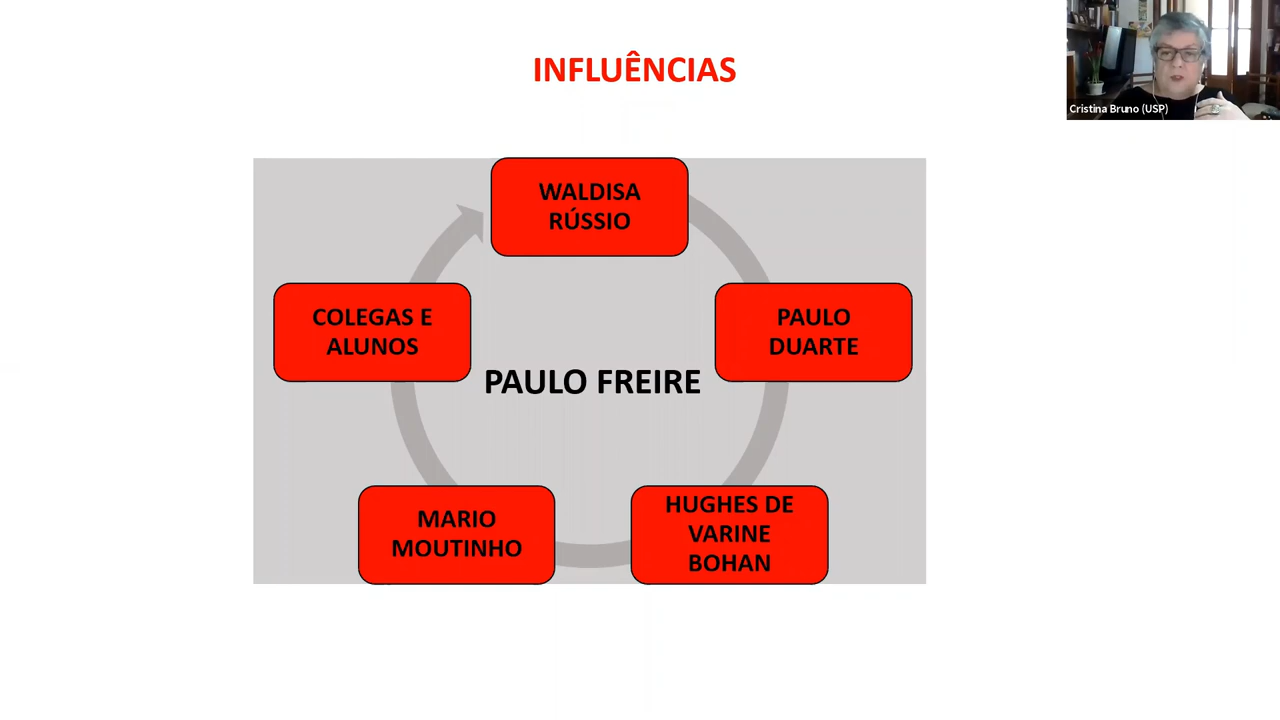 INFLUÊNCIAS
Cristina Bruno (USP)
WALDISA
RÚSSIO
COLEGAS E
ALUNOS
PAULO
DUARTE
PAULO FREIRE
MARIO
MOUTINHO
HUGHES DE
VARINE
BOHAN